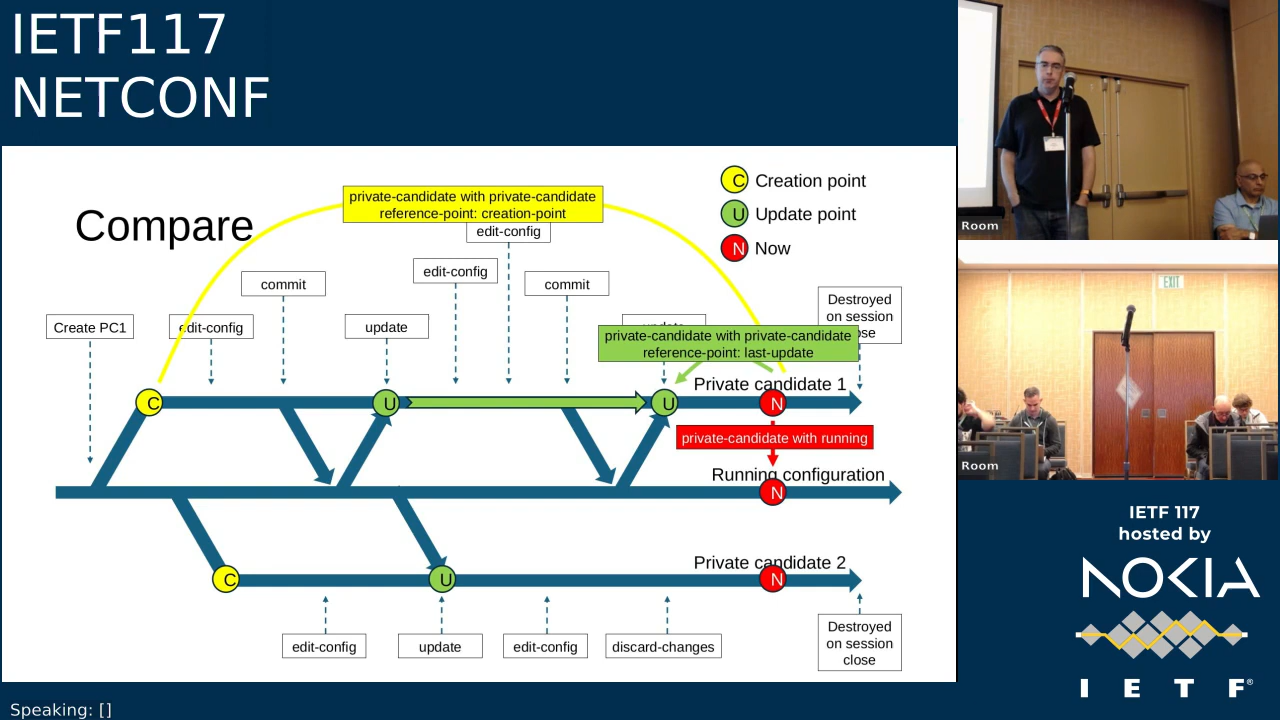 IETF117
NETCONF
Compare
private-candidate with private-candidate
reference-point: creation-point
C Creation point
U Update point
N Now
edit-config
edit-config
commit
commit
Create PC1
edit-config
update
update
Destroyed
on session
close
private-candidate with private-candidate
reference-point: last-update
Private candidate 1
C
U
U
N
private-candidate with running
Running configuration
N
Private candidate 2
C
U
N
edit-config
update
edit-config
discard-changes
Destroyed
on session
close
Speaking: []
Room
EXIT
Room
IETF 117
hosted by
NOKIA
I E T F®